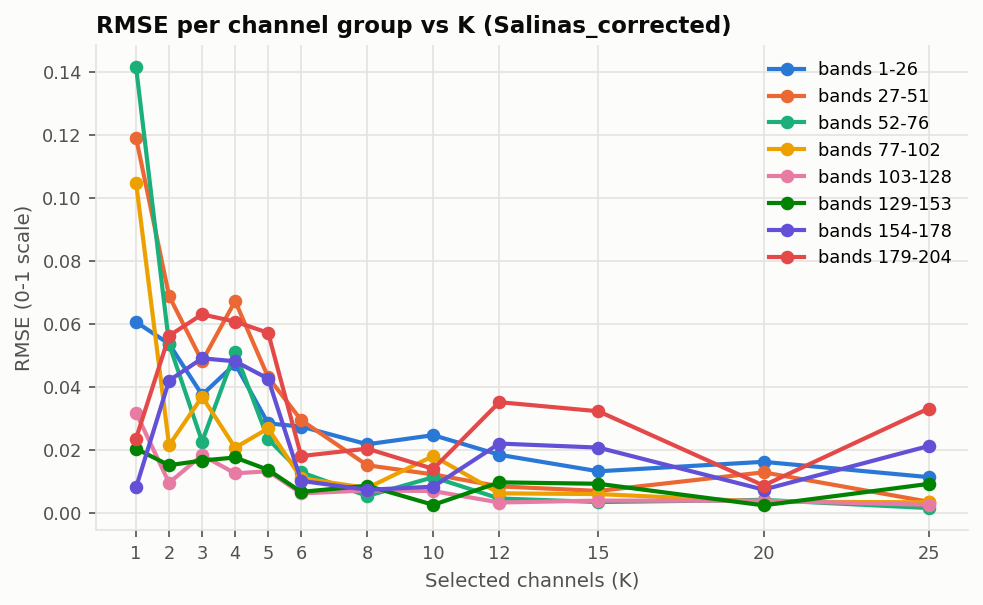 RMSE per channel group vs K (Salinas_corrected)
RMSE (0-1 scale)
0.14
0.12
0.10
0.08
0.06
0.04
0.02
0.00
bands 1-26
bands 27-51
bands 52-76
bands 77-102
bands 103-128
bands 129-153
bands 154-178
bands 179-204
1 2 3 4 5 6 8 10 12 15 20 25
Selected channels (K)